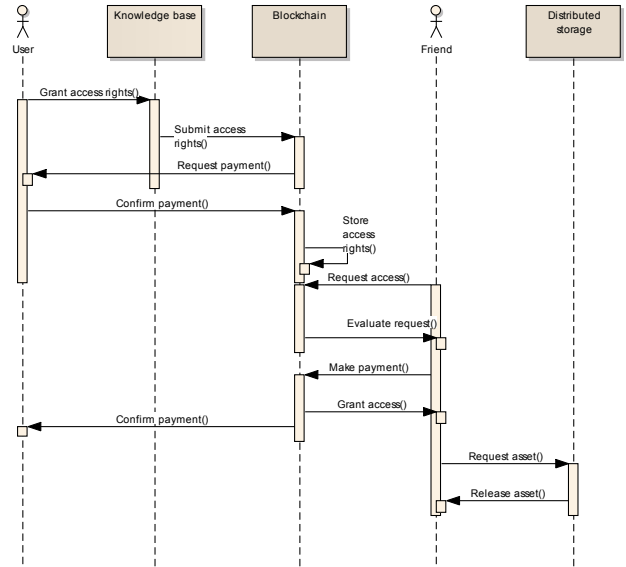 Knowledge base
Blockchain
Distributed
storage
User
Friend
Grant access rights()
Submit access
rights()
Request payment()
Confirm payment()
Store
access
rights()
Request access()
Evaluate request()
Make payment()
Grant access()
Confirm payment()
Request asset()
Release asset()